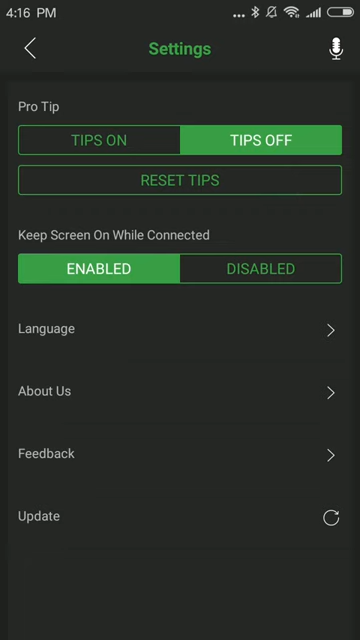 4:16 PM
Settings
Pro Tip
TIPS ON
TIPS OFF
RESET TIPS
Keep Screen On While Connected
ENABLED
DISABLED
Language
About Us
Feedback
Update